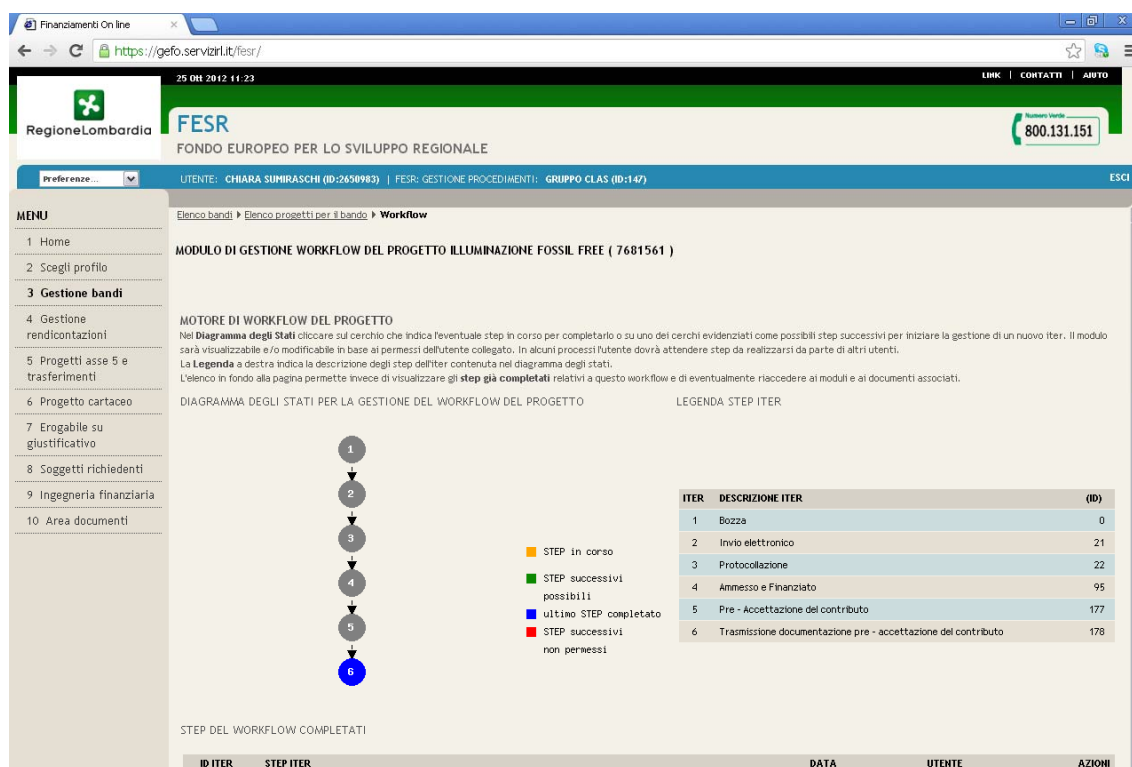 Finanziamenti On line
https://gefo.servizirl.it/fesr/
25 Ott 2012 11:23
LINK | CONTATTI | AIUTO
RegioneLombardia
FESR
FONDO EUROPEO PER LO SVILUPPO REGIONALE
Numero Verde
800.131.151
Preferenze...
UTENTE: CHIARA SUMIRASCHI (ID:2650983) | FESR: GESTIONE PROCEDIMENTI: GRUPPO CLAS (ID:147)
ESCI
MENU
1 Home
2 Scegli profilo
3 Gestione bandi
4 Gestione
rendicontazioni
5 Progetti asse 5 e
trasferimenti
6 Progetto cartaceo
7 Erogabile su
giustificativo
8 Soggetti richiedenti
9 Ingegneria finanziaria
10 Area documenti
Elenco bandi Elenco progetti per il bando Workflow
MODULO DI GESTIONE WORKFLOW DEL PROGETTO ILLUMINAZIONE FOSSIL FREE ( 7681561 )
MOTORE DI WORKFLOW DEL PROGETTO
Nel Diagramma degli Stati cliccare sul cerchio che indica l'eventuale step in corso per completarlo o su uno dei cerchi evidenziati come possibili step successivi per iniziare la gestione di un nuovo iter. Il modulo
sarà visualizzabile e/o modificabile in base ai permessi dell'utente collegato. In alcuni processi l'utente dovrà attendere step da realizzarsi da parte di altri utenti.
La Legenda a destra indica la descrizione degli step dell'iter contenuta nel diagramma degli stati.
L'elenco in fondo alla pagina permette invece di visualizzare gli step già completati relativi a questo workflow e di eventualmente riaccedere ai moduli e ai documenti associati.
DIAGRAMMA DEGLI STATI PER LA GESTIONE DEL WORKFLOW DEL PROGETTO
1
2
3
4
5
6
STEP in corso
STEP successivi
possibili
ultimo STEP completato
STEP successivi
non permessi
LEGENDA STEP ITER
ITER DESCRIZIONE ITER (ID)
1 Bozza 0
2 Invio elettronico 21
3 Protocollazione 22
4 Ammesso e Finanziato 95
5 Pre - Accettazione del contributo 177
6 Trasmissione documentazione pre - accettazione del contributo 178
STEP DEL WORKFLOW COMPLETATI
ID ITER STEP ITER DATA UTENTE AZIONI